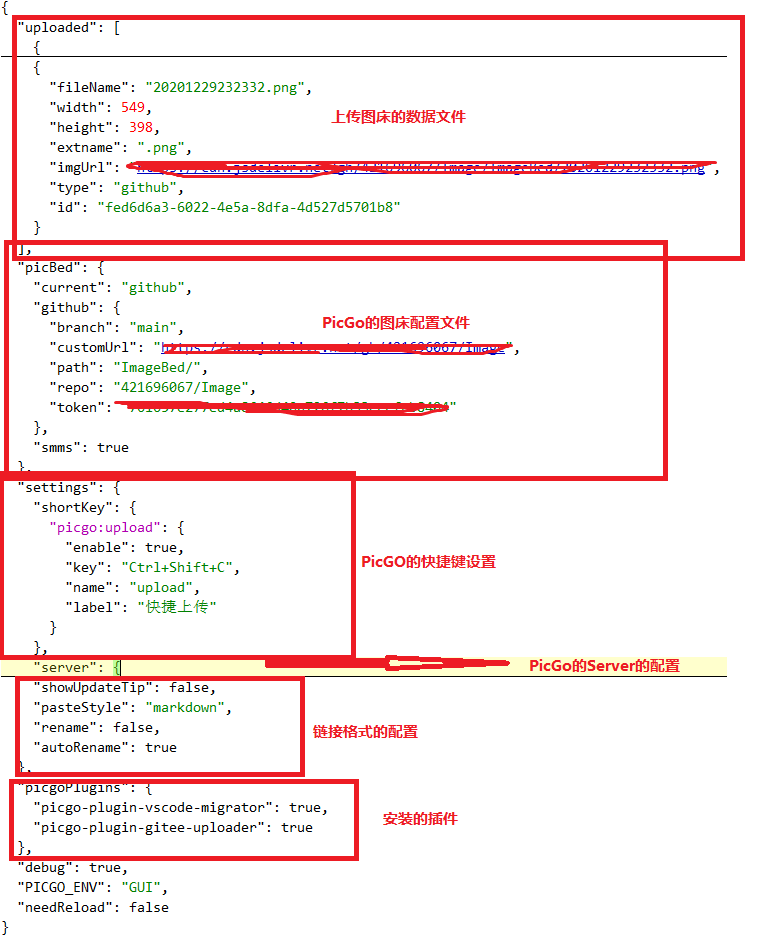 {
"uploaded": [
{
{
"fileName": "20201229232332.png",
"width": 549,
上传图床的数据文件
"height": 398,
"extname": ".png",
"imgUrl":
"type": "github",
"id": "fed6d6a3-6022-4e5a-8dfa-4d527d5701b8"
}
],
"picBed": {
"current": "github",
"github": {
PicGo的图床配置文件
"branch": "main",
"customUrl":
"path": "ImageBed/",
"repo": "421696067/Image",
"token":
},
"smms": true
},
"settings": {
"shortKey": {
"picgo:upload": {
"enable": true,
PicGO的快捷键设置
"key": "Ctrl+Shift+C",
"name": "upload",
"label": "快捷上传"
}
},
"server": {
PicGo的Server的配置
"showUpdateTip": false,
"pasteStyle": "markdown",
链接格式的配置
"rename": false,
"autoRename": true
},
"picgoPlugins": {
"picgo-plugin-vscode-migrator": true,
安装的插件
"picgo-plugin-gitee-uploader": true
},
"debug": true,
"PICGO_ENV": "GUI",
"needReload": false
}